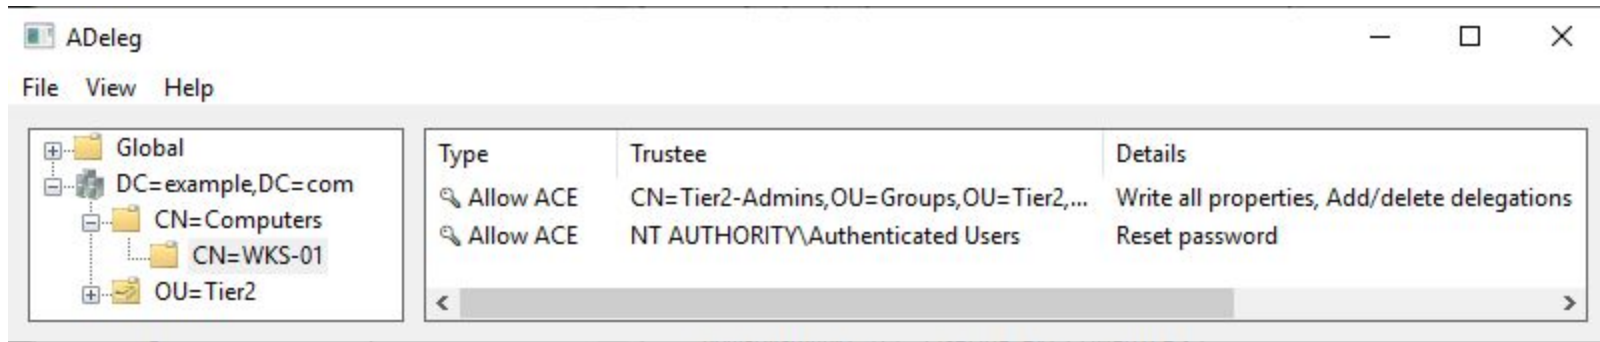 ADeleg
File View Help
Global
DC=example,DC=com
CN=Computers
CN=WKS-01
OU=Tier2
Type Trustee Details
Allow ACE CN=Tier2-Admins,OU=Groups,OU=Tier2,... Write all properties, Add/delete delegations
Allow ACE NT AUTHORITY\Authenticated Users Reset password